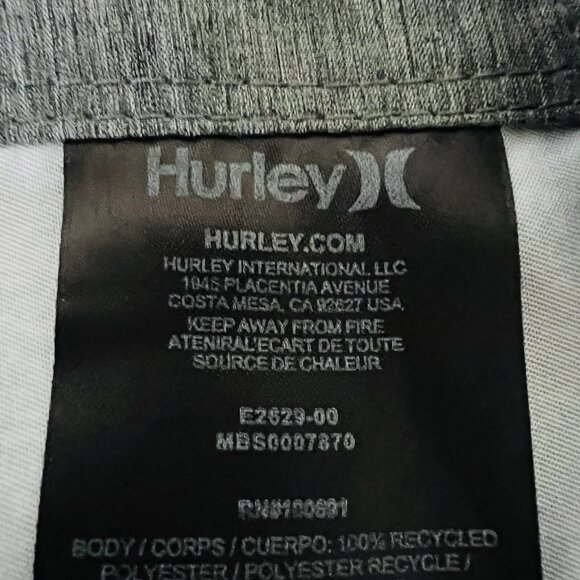 Hurley
HURLEY.COM
HURLEY INTERNATIONAL LLC
1945 PLACENTIA AVENUE
COSTA MESA, CA 92627 USA
KEEP AWAY FROM FIRE
ATENIRAL'ECART DE TOUTE
SOURCE DE CHALEUR
E2629-00
MBS0007870
BODY / CORPS / CUERPO: 100% RECYCLED
POLYESTER / POLYESTER RECYCLE /